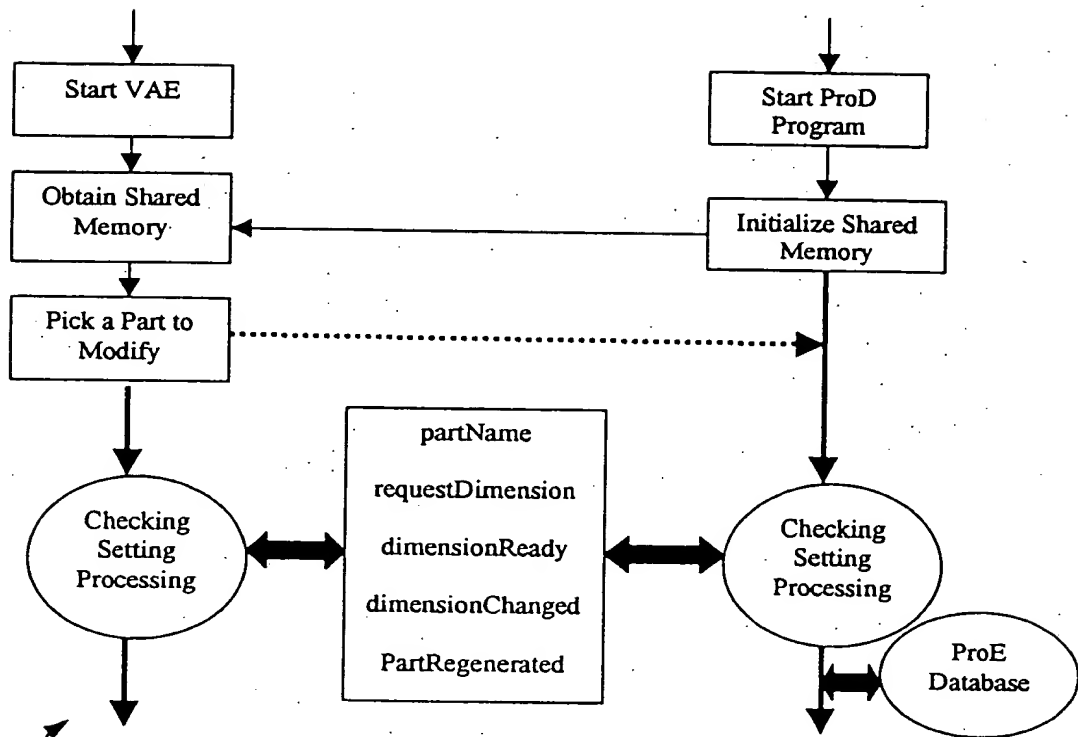 Start VAE
Obtain Shared
Memory
Pick a Part to
Modify
Checking
Setting
Processing
partName
requestDimension
dimensionReady
dimensionChanged
PartRegenerated
Start ProD
Program
Initialize Shared
Memory
Checking
Setting
Processing
ProE
Database